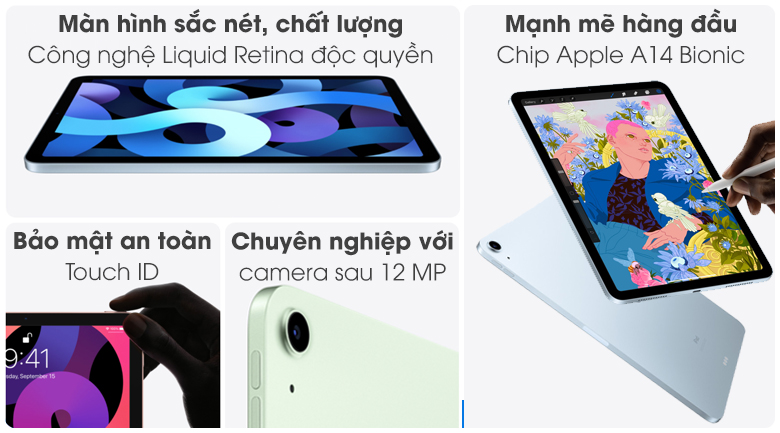 Màn hình sắc nét, chất lượng
Công nghệ Liquid Retina độc quyền
Mạnh mẽ hàng đầu
Chip Apple A14 Bionic
Bảo mật an toàn
Touch ID
9:41
Tuesday, September 15
Chuyên nghiệp với
camera sau 12 MP